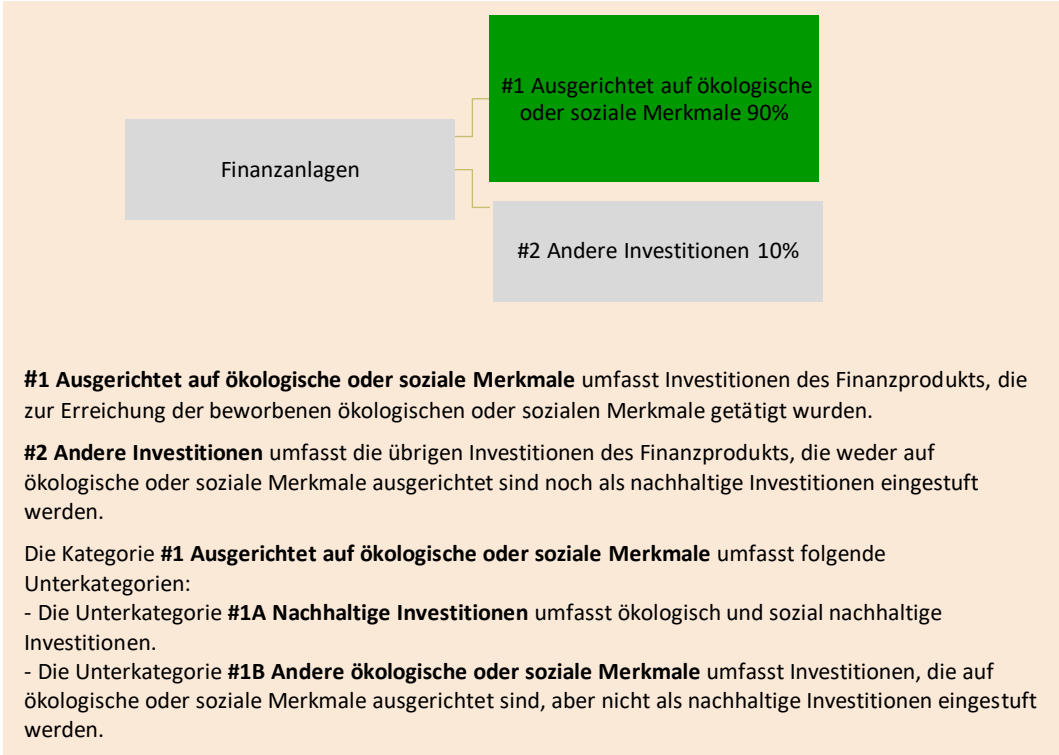 #1 Ausgerichtet auf ökologische
oder soziale Merkmale 90%
Finanzanlagen
#2 Andere Investitionen 10%
#1 Ausgerichtet auf ökologische oder soziale Merkmale umfasst Investitionen des Finanzprodukts, die
zur Erreichung der beworbenen ökologischen oder sozialen Merkmale getätigt wurden.
#2 Andere Investitionen umfasst die übrigen Investitionen des Finanzprodukts, die weder auf
ökologische oder soziale Merkmale ausgerichtet sind noch als nachhaltige Investitionen eingestuft
werden.
Die Kategorie #1 Ausgerichtet auf ökologische oder soziale Merkmale umfasst folgende
Unterkategorien:
- Die Unterkategorie #1A Nachhaltige Investitionen umfasst ökologisch und sozial nachhaltige
Investitionen.
- Die Unterkategorie #1B Andere ökologische oder soziale Merkmale umfasst Investitionen, die auf
ökologische oder soziale Merkmale ausgerichtet sind, aber nicht als nachhaltige Investitionen eingestuft
werden.